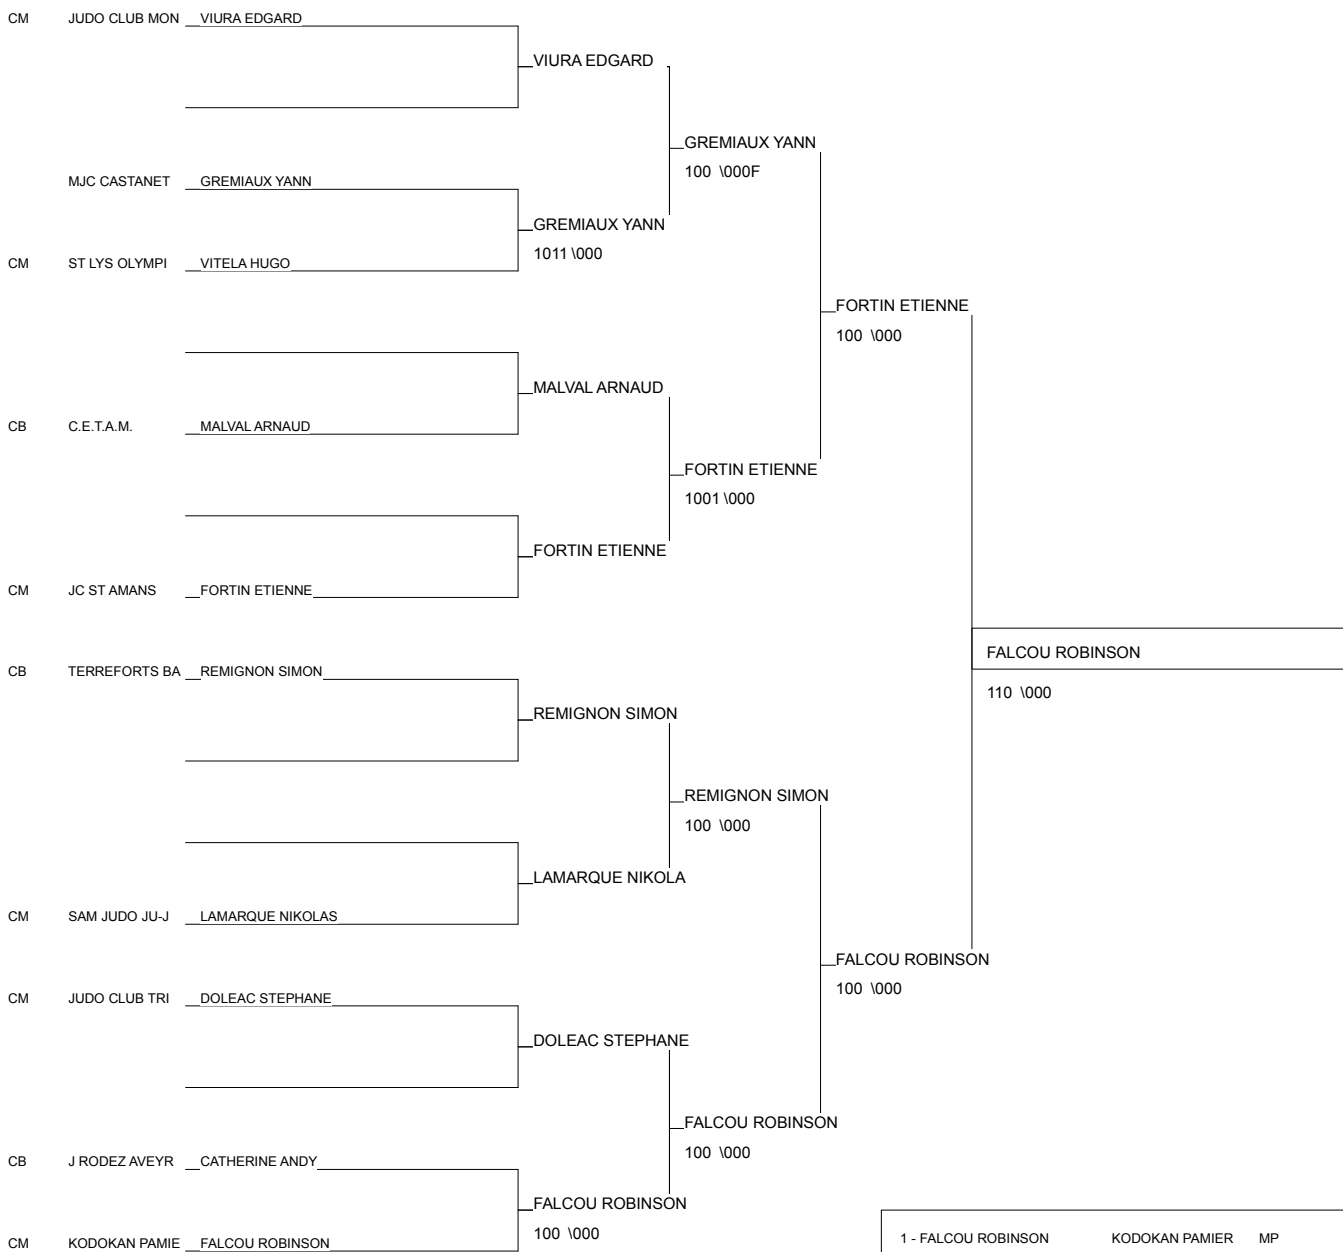 CM JUDO CLUB MON VIURA EDGARD
VIURA EDGARD
GREMIAUX YANN
100 \000F
MJC CASTANET GREMIAUX YANN
GREMIAUX YANN
1011 \000
CM ST LYS OLYMPI VITELA HUGO
FORTIN ETIENNE
100 \000
MALVAL ARNAUD
CB C.E.T.A.M. MALVAL ARNAUD
FORTIN ETIENNE
1001 \000
FORTIN ETIENNE
CM JC ST AMANS FORTIN ETIENNE
FALCOU ROBINSON
110 \000
CB TERREFORTS BA REMIGNON SIMON
REMIGNON SIMON
REMIGNON SIMON
100 \000
LAMARQUE NIKOLA
CM SAM JUDO JU-J LAMARQUE NIKOLAS
FALCOU ROBINSON
100 \000
CM JUDO CLUB TRI DOLEAC STEPHANE
DOLEAC STEPHANE
FALCOU ROBINSON
100 \000
CB J RODEZ AVEYR CATHERINE ANDY
FALCOU ROBINSON
100 \000
CM KODOKAN PAMIE FALCOU ROBINSON
1 - FALCOU ROBINSON KODOKAN PAMIER MP